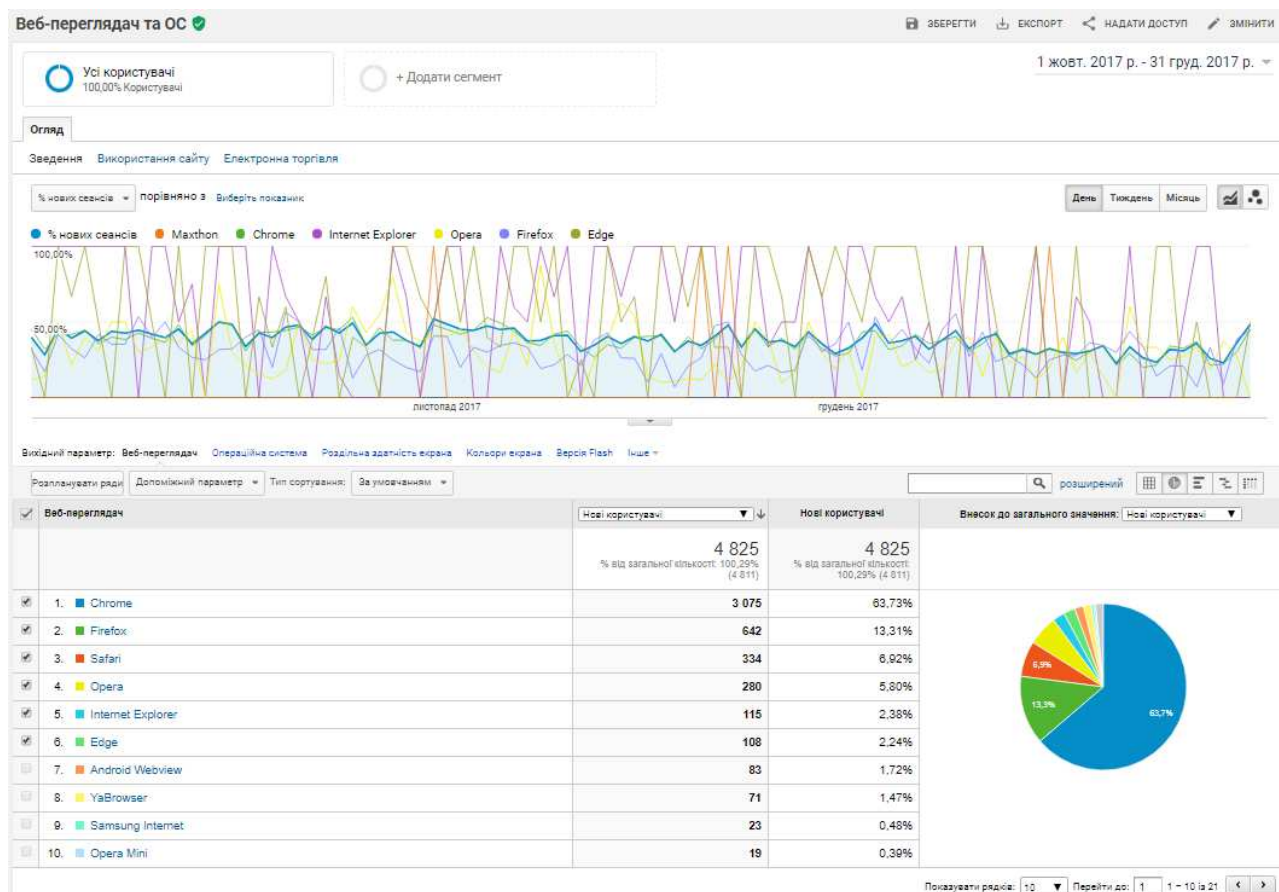 Веб-переглядач та ОС
ЗБЕРЕГТИ ЕКСПОРТ НАДАТИ ДОСТУП ЗМІНИТИ
Усі користувачі
100,00% Користувачі
+ Додати сегмент
1 жовт. 2017 р. - 31 груд. 2017 р.
Огляд
Зведення Використання сайту Електронна торгівля
% нових сеансів порівняно з Виберіть показник
День Тиждень Місяць
% нових сеансів Maxthon Chrome Internet Explorer Opera Firefox Edge
100,00%
50,00%
листопад 2017 грудень 2017
Вихідний параметр: Веб-переглядач Операційна система Роздільна здатність екрана Кольори екрана Версія Flash Інше
Розпланувати ряди Допоміжний параметр Тип сортування: За умовчанням
розширений
Веб-переглядач Нові користувачі Нові користувачі Внесок до загального значення: Нові користувачі
4 825 4 825
% від загальної кількості: 100,29% (4 811) % від загальної кількості: 100,29% (4 811)
1. Chrome 3 075 63,73%
2. Firefox 642 13,31%
3. Safari 334 6,92%
4. Opera 280 5,80%
5. Internet Explorer 115 2,38%
6. Edge 108 2,24%
7. Android Webview 83 1,72%
8. YaBrowser 71 1,47%
9. Samsung Internet 23 0,48%
10. Opera Mini 19 0,39%
6,9%
13,3%
63,7%
Показувати рядків: 10 Перейти до: 1 1 – 10 із 21